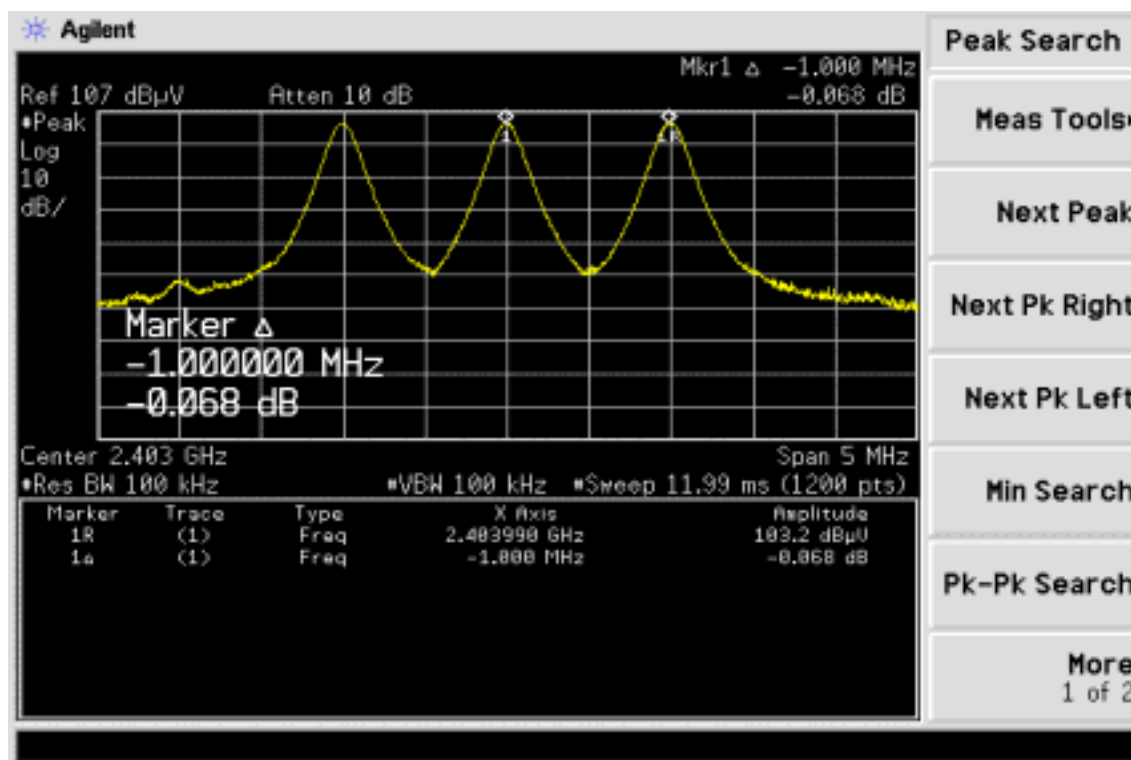 Agilent
Peak Search
Mkr1 Δ -1.000 MHz
Ref 107 dBµV Atten 10 dB -0.068 dB
#Peak
Log
10
dB/
1 1R
Marker Δ
-1.000000 MHz
-0.068 dB
Center 2.403 GHz Span 5 MHz
#Res BW 100 kHz #VBW 100 kHz #Sweep 11.99 ms (1200 pts)
Marker Trace Type X Axis Amplitude
1R (1) Freq 2.403990 GHz 103.2 dBµV
1Δ (1) Freq -1.000 MHz -0.068 dB
Meas Tools
Next Peak
Next Pk Right
Next Pk Left
Min Search
Pk-Pk Search
More
1 of 2